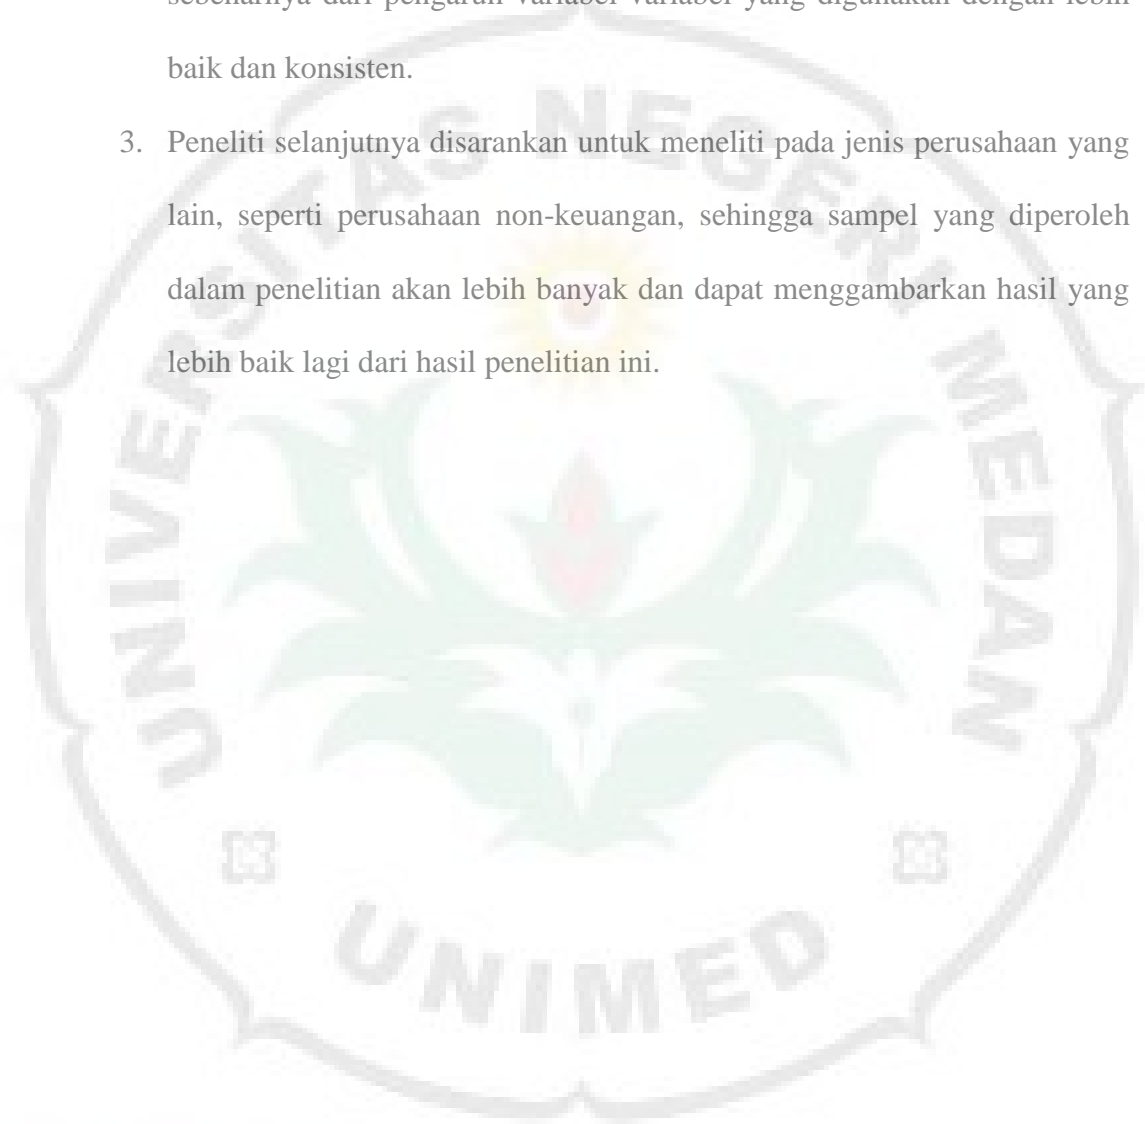 sebenarnya dari pengaruh variabel-variabel yang digunakan dengan lebih
baik dan konsisten.
3. Peneliti selanjutnya disarankan untuk meneliti pada jenis perusahaan yang
lain, seperti perusahaan non-keuangan, sehingga sampel yang diperoleh
dalam penelitian akan lebih banyak dan dapat menggambarkan hasil yang
lebih baik lagi dari hasil penelitian ini.
UNIVERSITAS NEGERI MEDAN
UNIMED